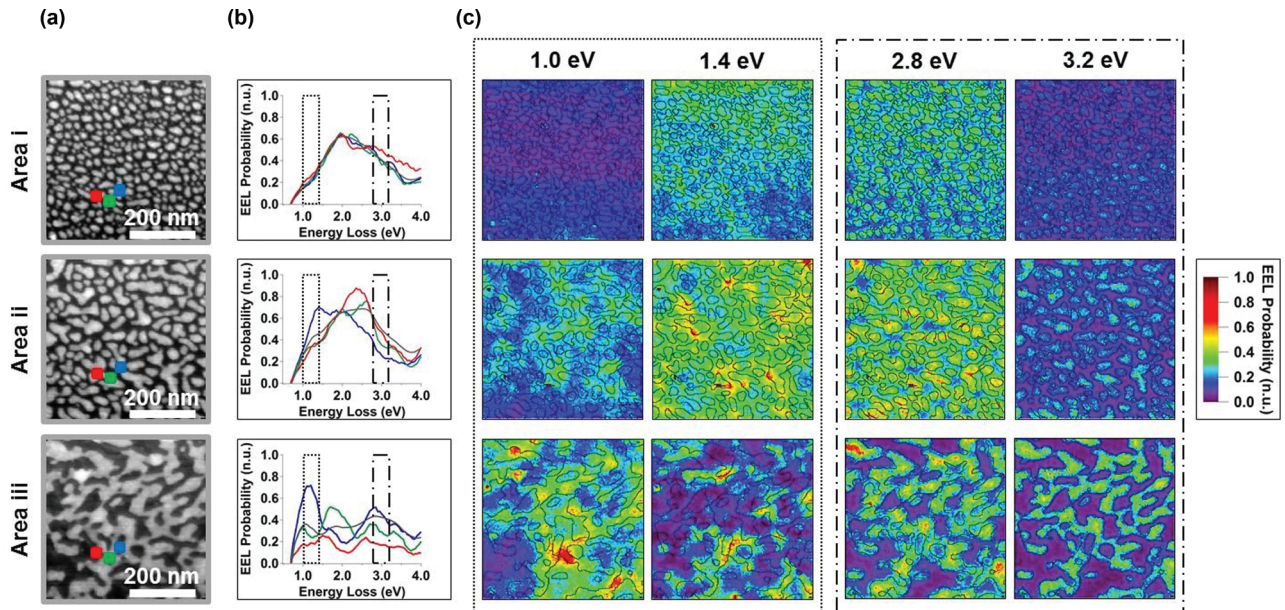 (a)
(b)
(c)
1.0 eV
1.4 eV
2.8 eV
3.2 eV
Area i
200 nm
EEL Probability (n.u.)
1.0
0.8
0.6
0.4
0.2
0.0
1.0 2.0 3.0 4.0
Energy Loss (eV)
Area ii
200 nm
EEL Probability (n.u.)
1.0
0.8
0.6
0.4
0.2
0.0
1.0 2.0 3.0 4.0
Energy Loss (eV)
1.0
0.8
0.6
0.4
0.2
0.0
EEL Probability (n.u.)
Area iii
200 nm
EEL Probability (n.u.)
1.0
0.8
0.6
0.4
0.2
0.0
1.0 2.0 3.0 4.0
Energy Loss (eV)